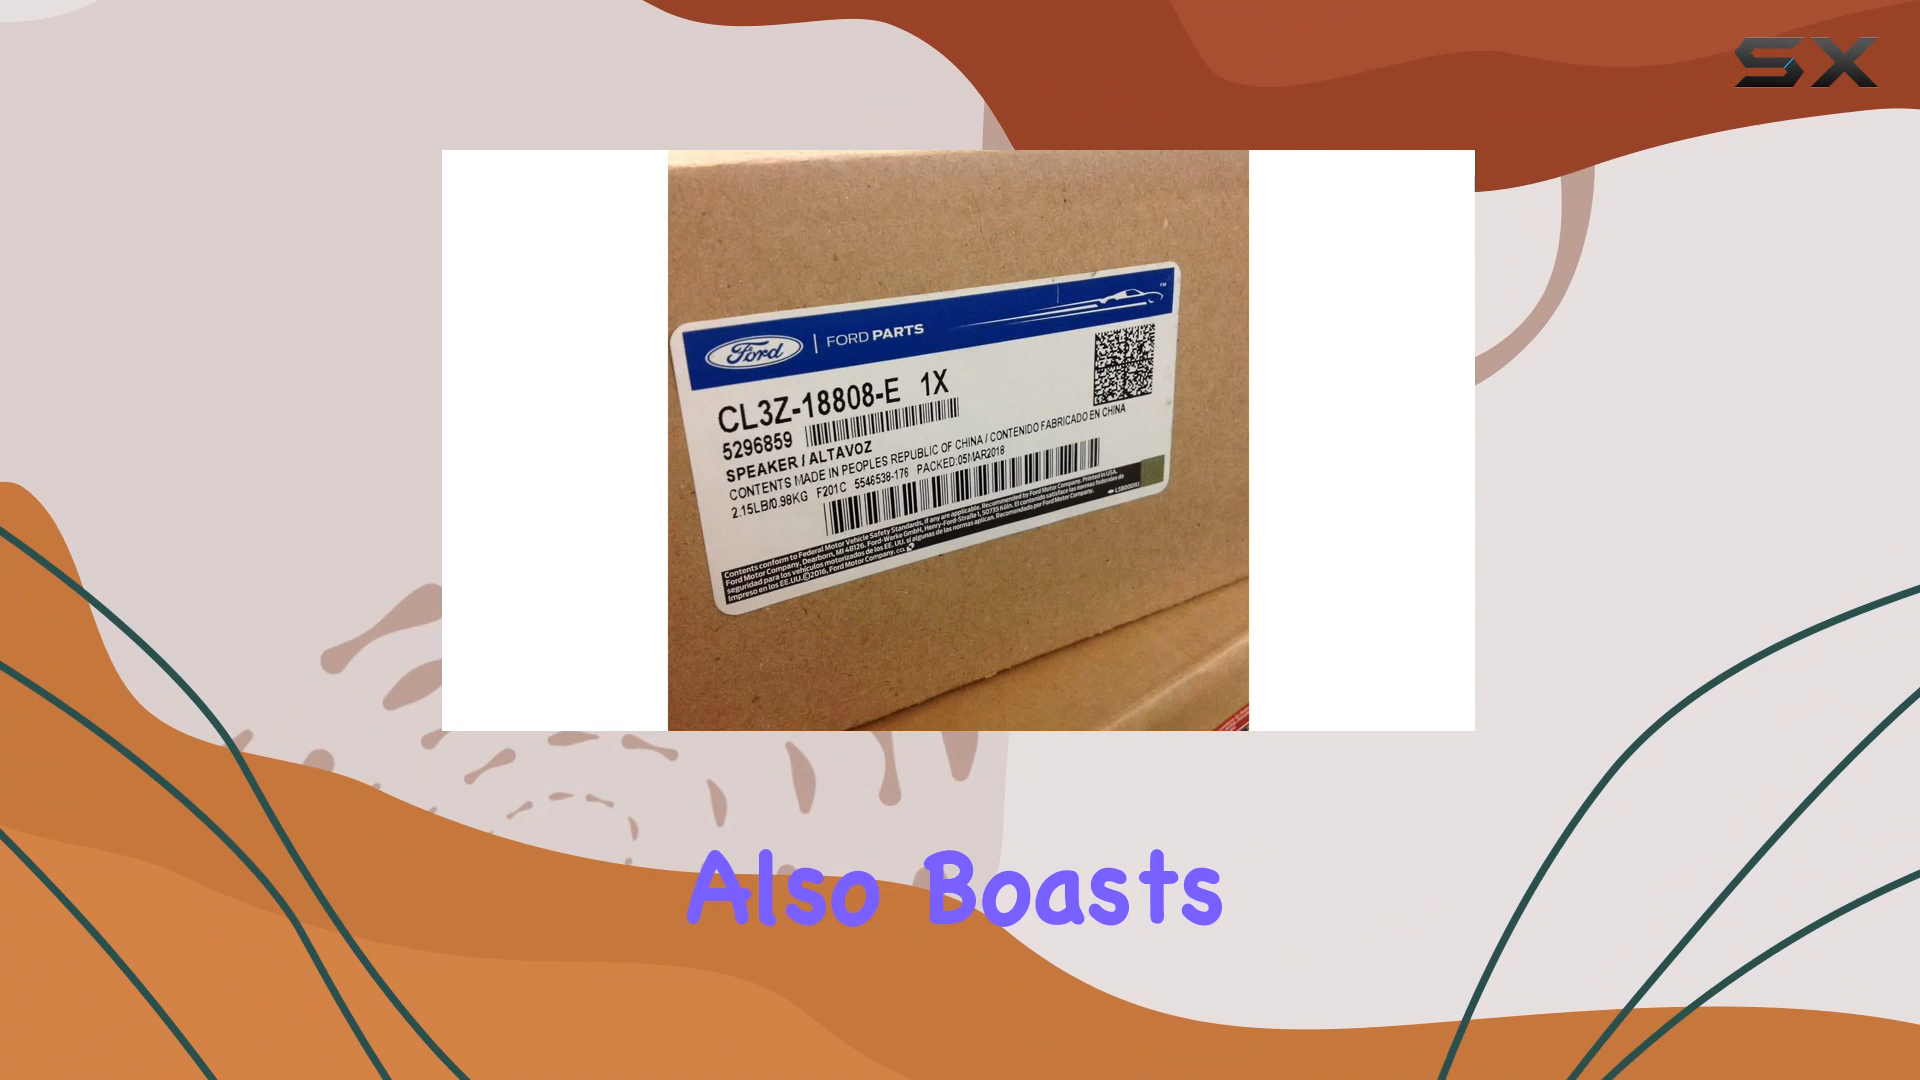 SX
Ford | FORD PARTS
CL3Z-18808-E 1X
5296859
SPEAKER / ALTAVOZ
CONTENTS MADE IN PEOPLES REPUBLIC OF CHINA / CONTENIDO FABRICADO EN CHINA
2.15LB/0.98KG F201C 5546538-176 PACKED:05MAR2018
Contents conform to Federal Motor Vehicle Safety Standards, if any are applicable. Recommended by Ford Motor Company. Printed in USA.
Ford Motor Company, Dearborn, MI 48126. Ford-Werke GmbH, Henry-Ford-Straße 1, 50735 Köln. El contenido satisface las normas federales de
seguridad para los vehículos motorizados de los EE.UU. si algunas de las normas aplican. Recomendado por Ford Motor Company.
Impreso en los EE.UU.©2016, Ford Motor Company.
Also Boasts